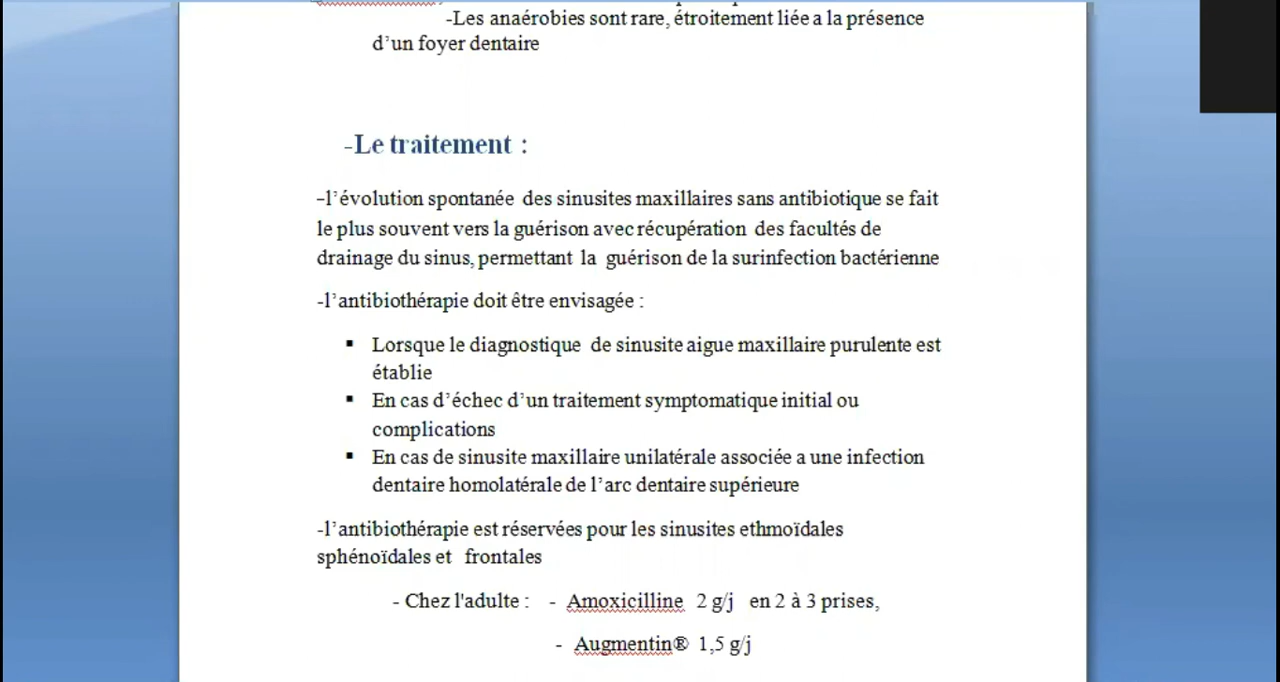 -Les anaérobies sont rare, étroitement liée a la présence
d’un foyer dentaire
-Le traitement :
-l’évolution spontanée des sinusites maxillaires sans antibiotique se fait
le plus souvent vers la guérison avec récupération des facultés de
drainage du sinus, permettant la guérison de la surinfection bactérienne
-l’antibiothérapie doit être envisagée :
▪ Lorsque le diagnostique de sinusite aigue maxillaire purulente est
établie
▪ En cas d’échec d’un traitement symptomatique initial ou
complications
▪ En cas de sinusite maxillaire unilatérale associée a une infection
dentaire homolatérale de l’arc dentaire supérieure
-l’antibiothérapie est réservées pour les sinusites ethmoïdales
sphénoïdales et frontales
- Chez l'adulte : - Amoxicilline 2 g/j en 2 à 3 prises,
- Augmentin® 1,5 g/j